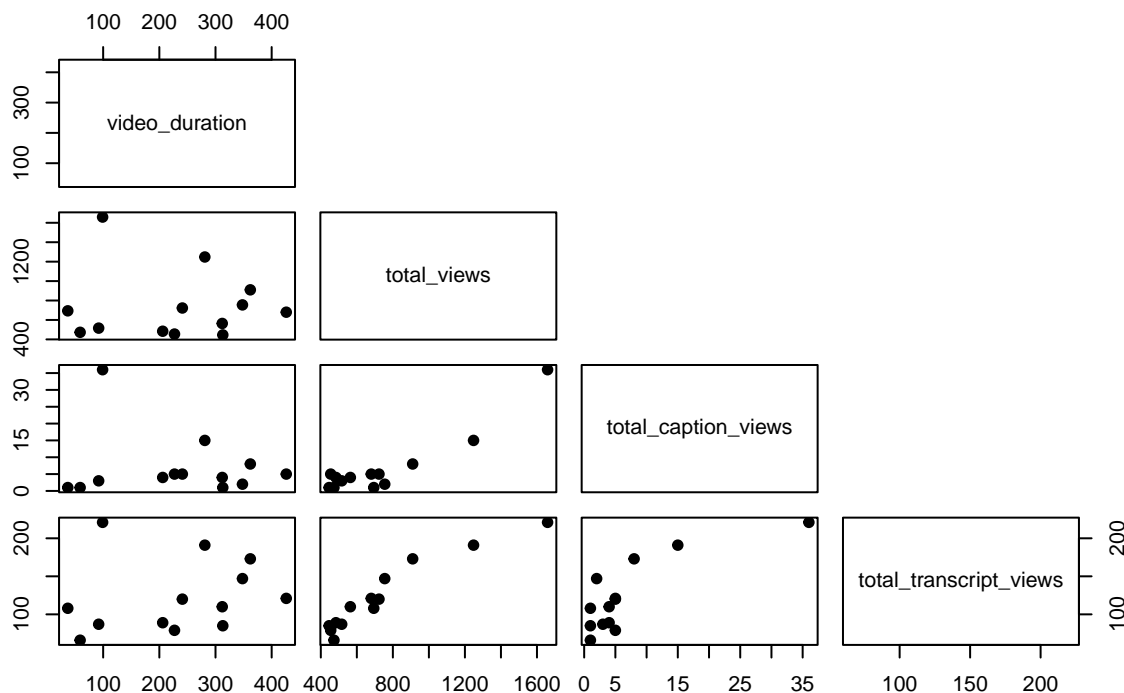 100 200 300 400
100 300
video_duration
400 1200
total_views
0 15 30
total_caption_views
100 200
total_transcript_views
100 200
100 200 300 400
400 800 1200 1600
0 5 15 25 35
100 150 200